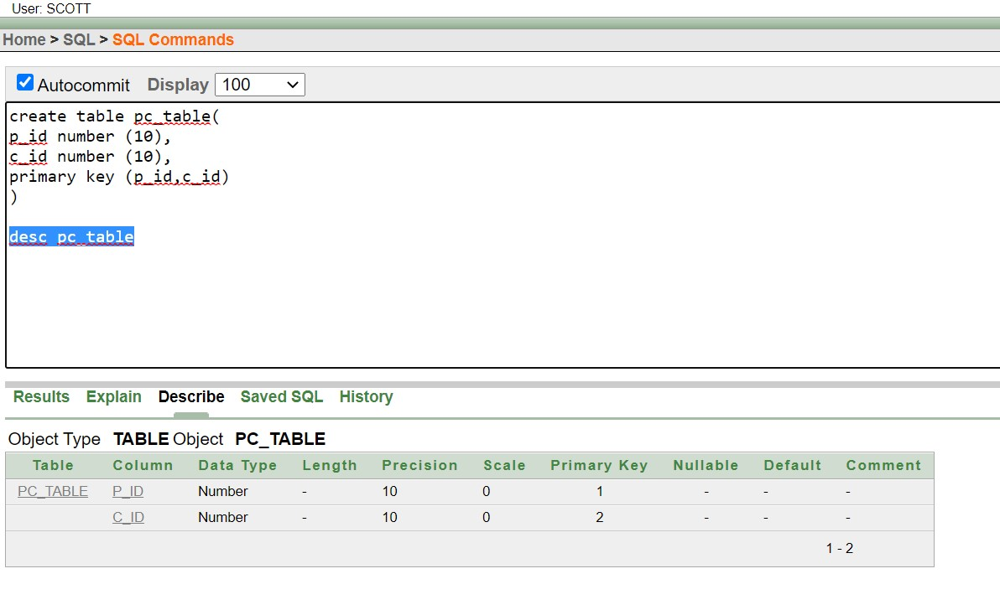 User: SCOTT
Home > SQL > SQL Commands
Autocommit Display 100
create table pc_table(
p_id number (10),
c_id number (10),
primary key (p_id,c_id)
)
desc pc_table
Results Explain Describe Saved SQL History
Object Type TABLE Object PC_TABLE
Table Column Data Type Length Precision Scale Primary Key Nullable Default Comment
PC_TABLE P_ID Number - 10 0 1 - - -
C_ID Number - 10 0 2 - - -
1 - 2